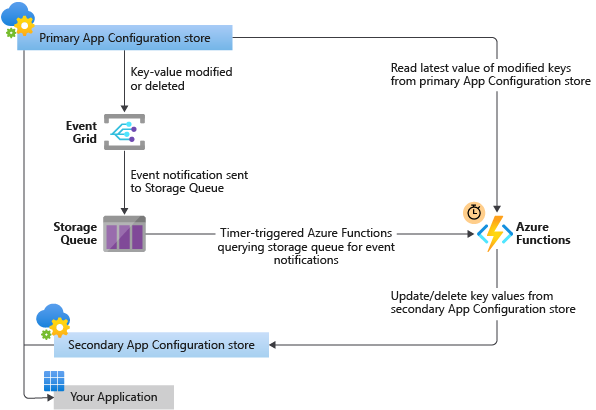 Primary App Configuration store
Key-value modified
or deleted
Read latest value of modified keys
from primary App Configuration store
Event
Grid
Event notification sent
to Storage Queue
Storage
Queue
Timer-triggered Azure Functions
querying storage queue for event
notifications
Azure
Functions
Update/delete key values from
secondary App Configuration store
Secondary App Configuration store
Your Application